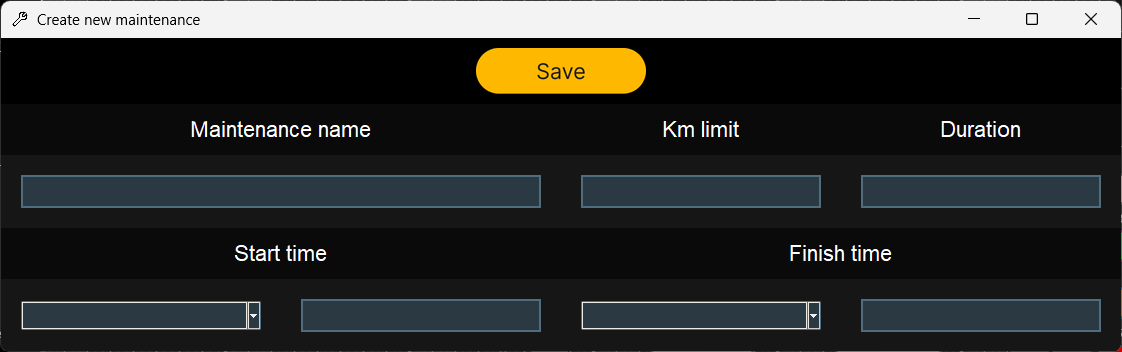 Create new maintenance
Save
Maintenance name Km limit Duration
Start time Finish time